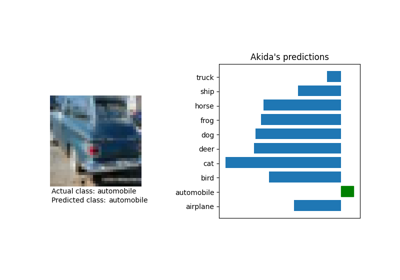 Akida's predictions
truck
ship
horse
frog
dog
deer
cat
bird
automobile
airplane
Actual class: automobile
Predicted class: automobile